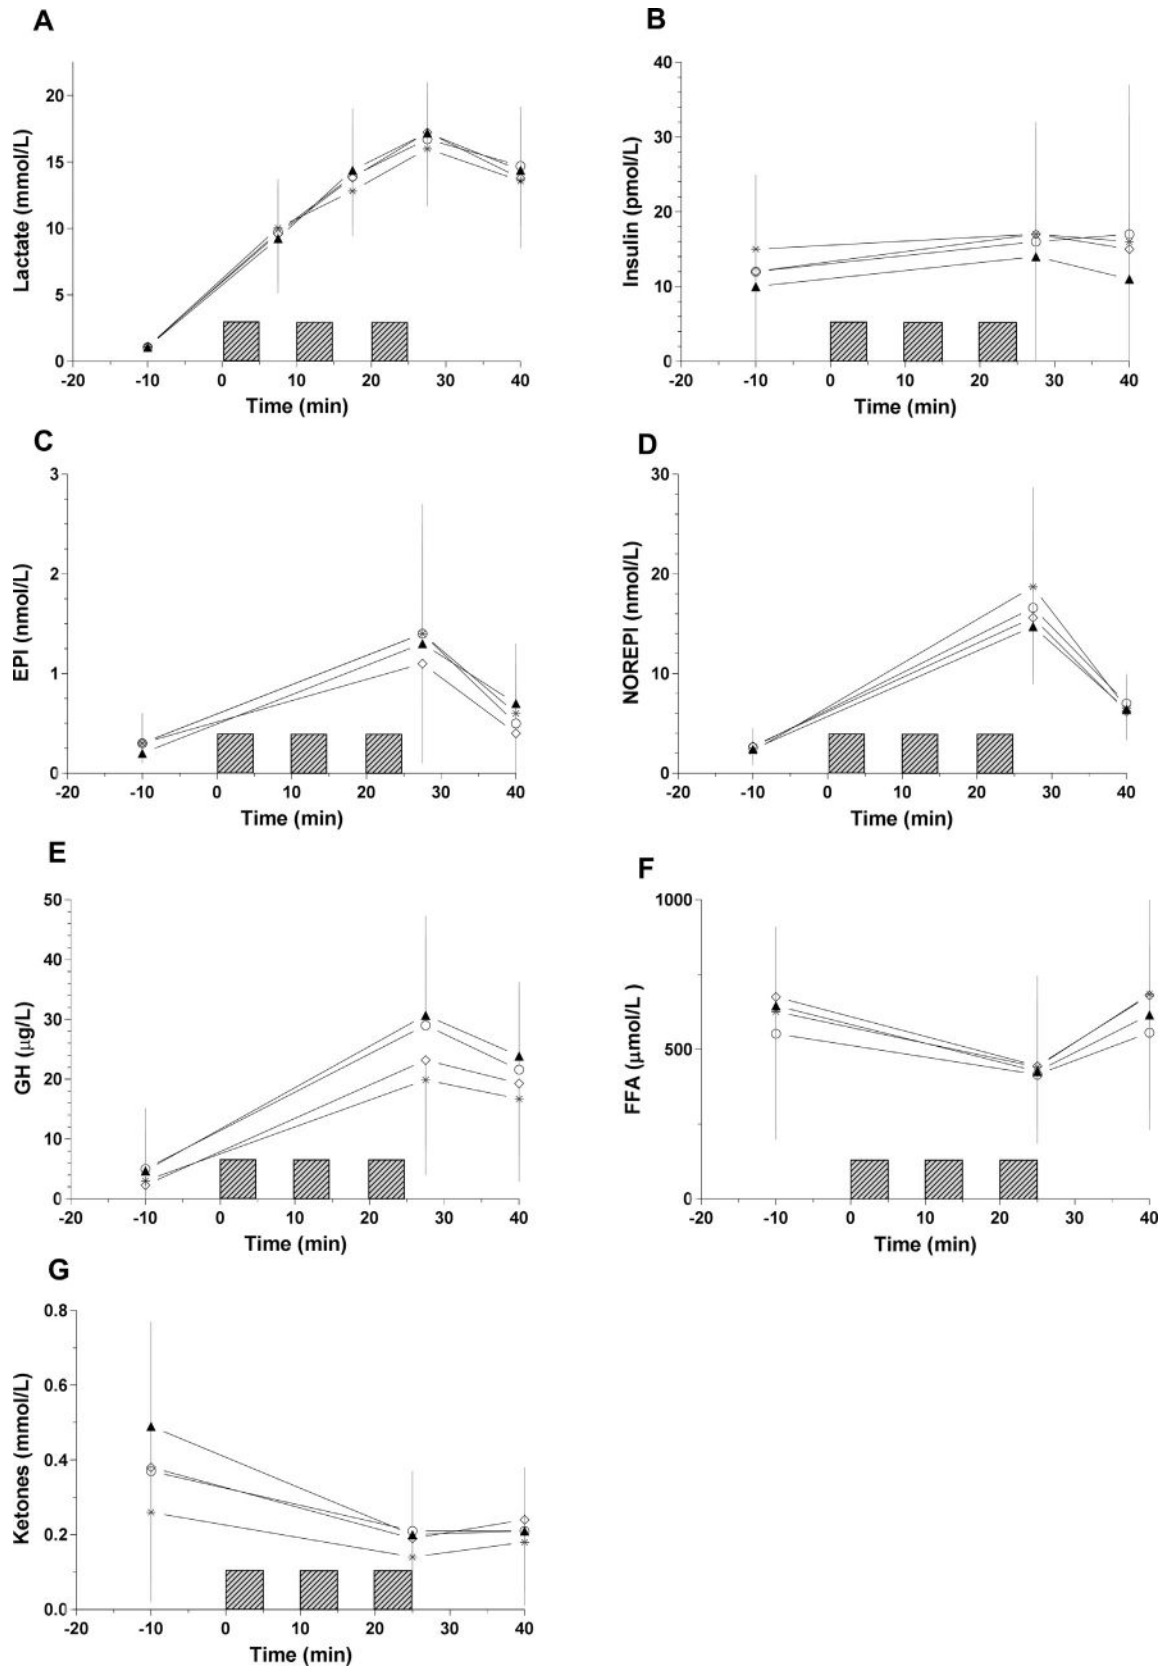 A
Lactate (mmol/L)
20
15
10
5
0
-20 -10 0 10 20 30 40
Time (min)
B
Insulin (pmol/L)
40
30
20
10
0
-20 -10 0 10 20 30 40
Time (min)
C
EPI (nmol/L)
3
2
1
0
-20 -10 0 10 20 30 40
Time (min)
D
NOREPI (nmol/L)
30
20
10
0
-20 -10 0 10 20 30 40
Time (min)
E
GH (μg/L)
50
40
30
20
10
0
-20 -10 0 10 20 30 40
Time (min)
F
FFA (μmol/L )
1000
500
0
-20 -10 0 10 20 30 40
Time (min)
G
Ketones (mmol/L)
0.8
0.6
0.4
0.2
0.0
-20 -10 0 10 20 30 40
Time (min)